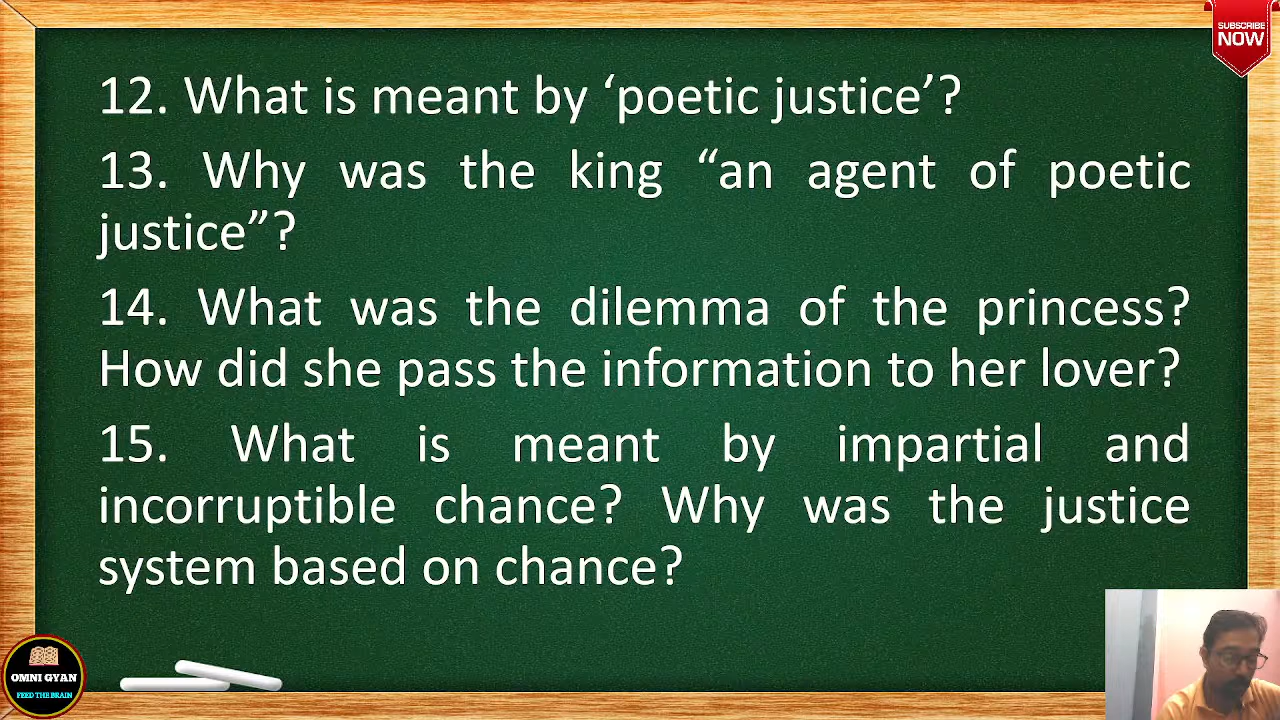 SUBSCRIBE
NOW
12. What is meant by ‘poetic justice’?
13. Why was the king “an agent of poetic
justice”?
14. What was the dilemma of the princess?
How did she pass the information to her lover?
15. What is meant by impartial and
incorruptible chance? Why was the justice
system based on chance?
OMNI GYAN
FEED THE BRAIN